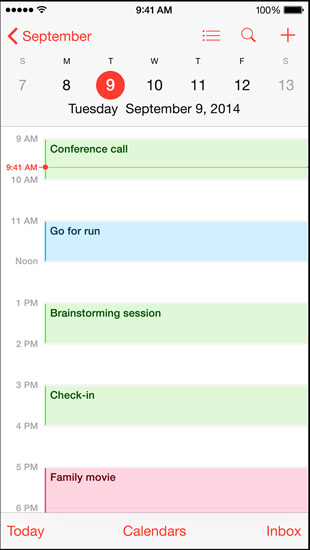 9:41 AM 100%
September
S M T W T F S
7 8 9 10 11 12 13
Tuesday September 9, 2014
9 AM
Conference call
9:41 AM
10 AM
11 AM
Go for run
Noon
1 PM
Brainstorming session
2 PM
3 PM
Check-in
4 PM
5 PM
Family movie
6 PM
Today Calendars Inbox